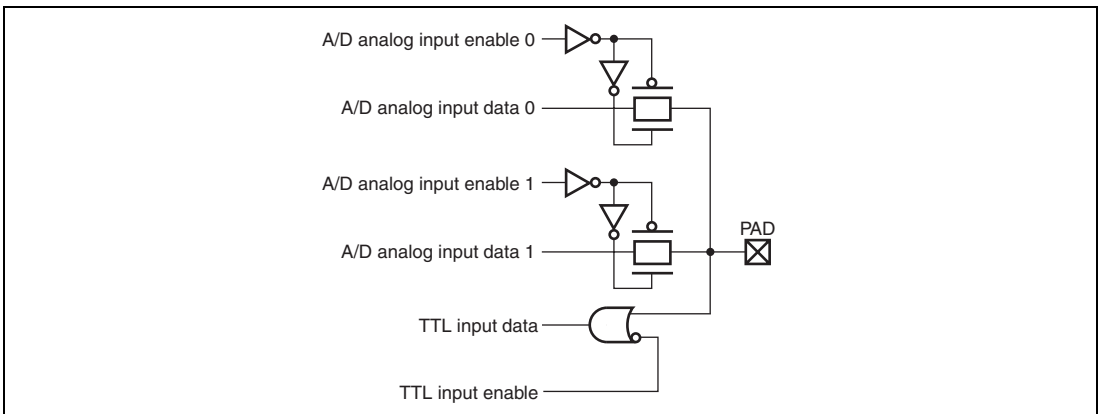 A/D analog input enable 0
A/D analog input data 0
A/D analog input enable 1
PAD
A/D analog input data 1
TTL input data
TTL input enable